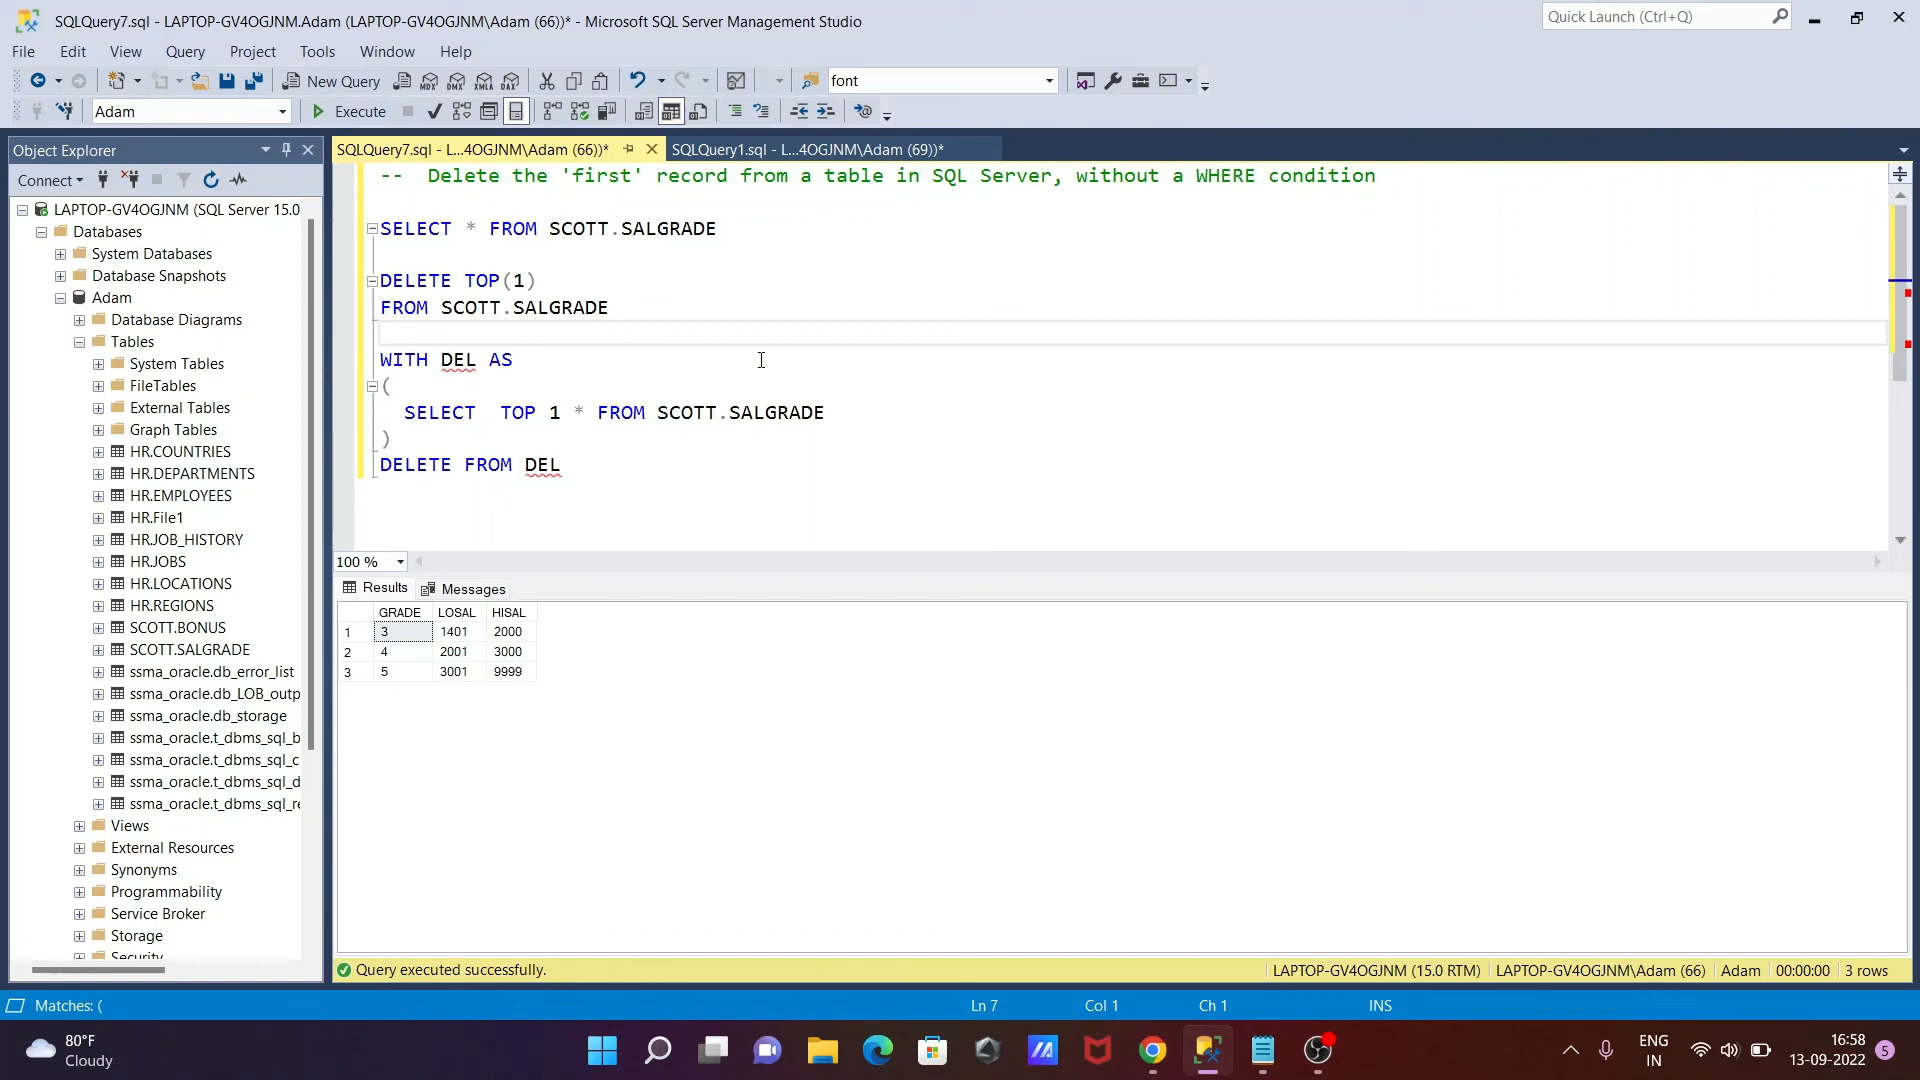 SQLQuery7.sql - LAPTOP-GV4OGJNM.Adam (LAPTOP-GV4OGJNM\Adam (66))* - Microsoft SQL Server Management Studio
Quick Launch (Ctrl+Q)
File Edit View Query Project Tools Window Help
New Query
font
Adam
Execute
Object Explorer
SQLQuery7.sql - L...4OGJNM\Adam (66))*
SQLQuery1.sql - L...4OGJNM\Adam (69))*
Connect
LAPTOP-GV4OGJNM (SQL Server 15.0
Databases
System Databases
Database Snapshots
Adam
Database Diagrams
Tables
System Tables
FileTables
External Tables
Graph Tables
HR.COUNTRIES
HR.DEPARTMENTS
HR.EMPLOYEES
HR.File1
HR.JOB_HISTORY
HR.JOBS
HR.LOCATIONS
HR.REGIONS
SCOTT.BONUS
SCOTT.SALGRADE
ssma_oracle.db_error_list
ssma_oracle.db_LOB_outp
ssma_oracle.db_storage
ssma_oracle.t_dbms_sql_b
ssma_oracle.t_dbms_sql_c
ssma_oracle.t_dbms_sql_d
ssma_oracle.t_dbms_sql_re
Views
External Resources
Synonyms
Programmability
Service Broker
Storage
Security
-- Delete the 'first' record from a table in SQL Server, without a WHERE condition
SELECT * FROM SCOTT.SALGRADE
DELETE TOP(1)
FROM SCOTT.SALGRADE
WITH DEL AS
(
SELECT TOP 1 * FROM SCOTT.SALGRADE
)
DELETE FROM DEL
100 %
Results Messages
GRADE LOSAL HISAL
1 3 1401 2000
2 4 2001 3000
3 5 3001 9999
Query executed successfully.
LAPTOP-GV4OGJNM (15.0 RTM) LAPTOP-GV4OGJNM\Adam (66) Adam 00:00:00 3 rows
Matches: (
Ln 7 Col 1 Ch 1 INS
80°F
Cloudy
ENG
IN
16:58
13-09-2022
5